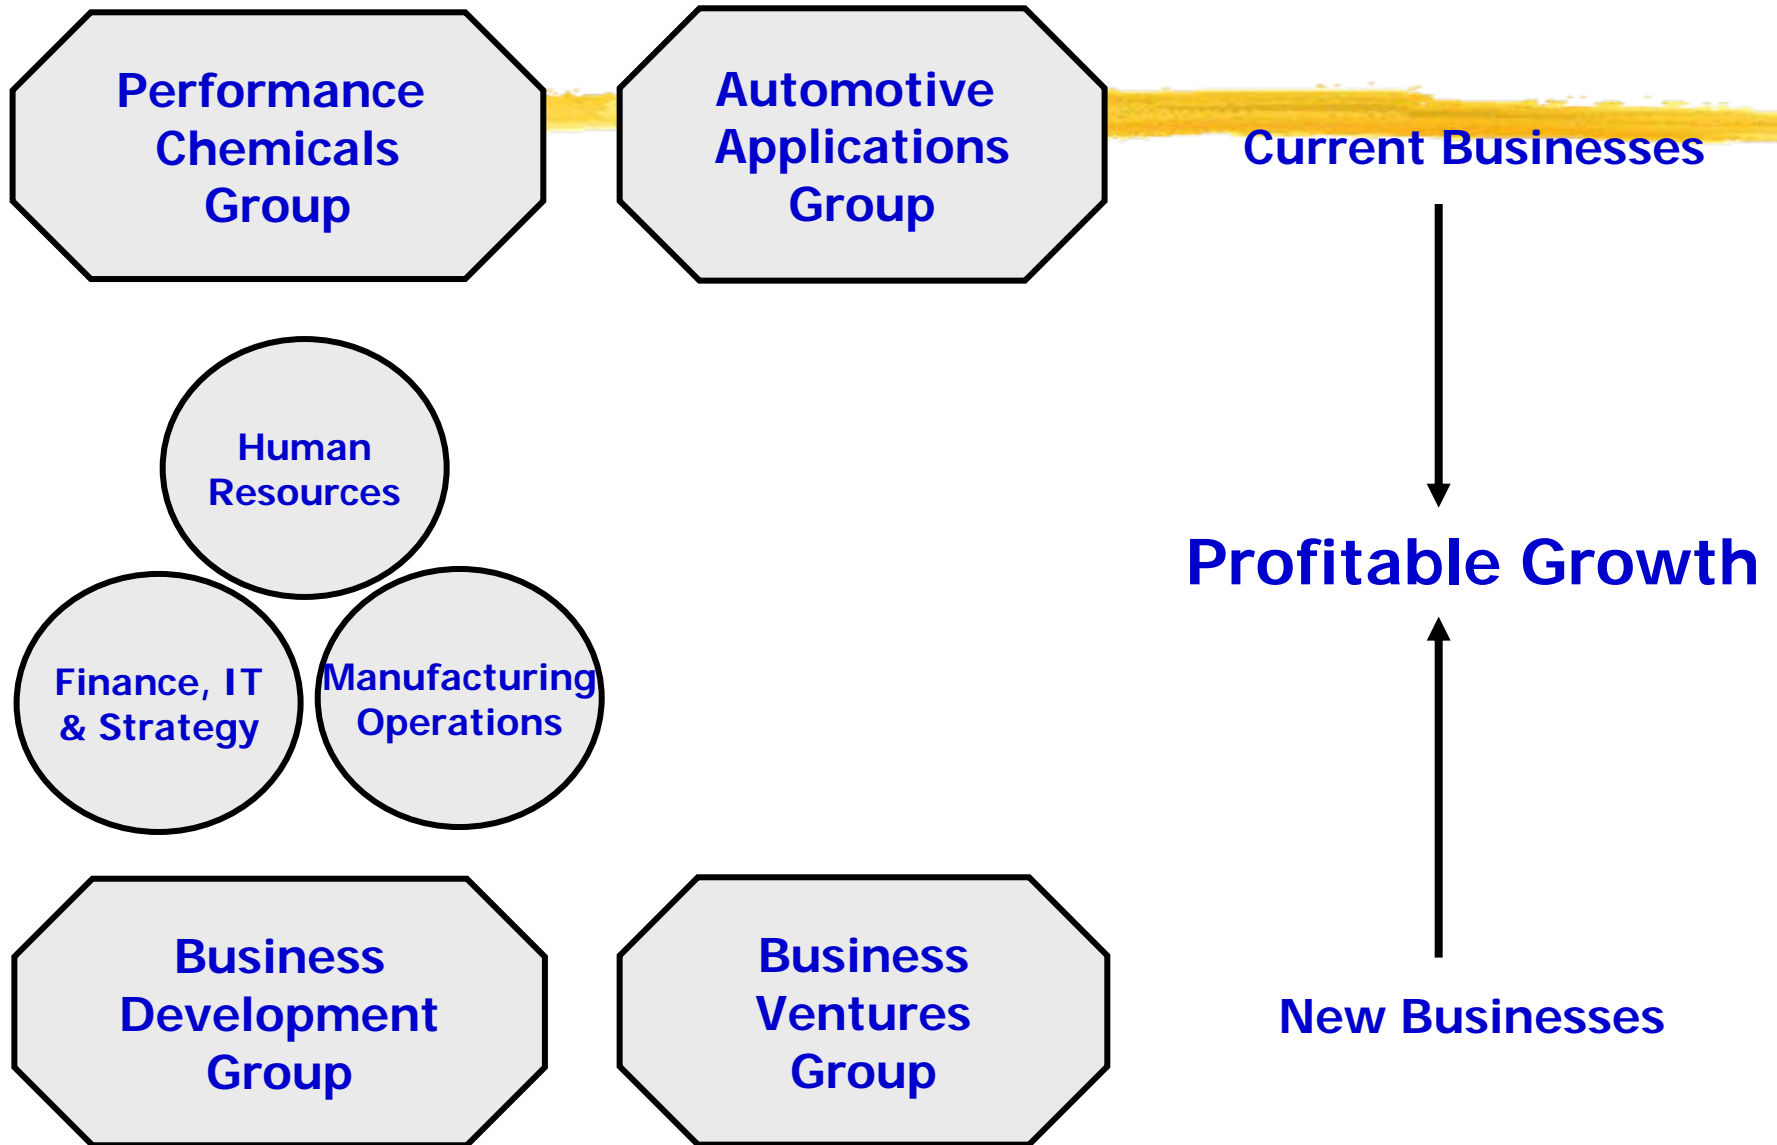 Performance
Chemicals
Group
Automotive
Applications
Group
Current Businesses
Human
Resources
Profitable Growth
Finance, IT
& Strategy
Manufacturing
Operations
Business
Development
Group
Business
Ventures
Group
New Businesses